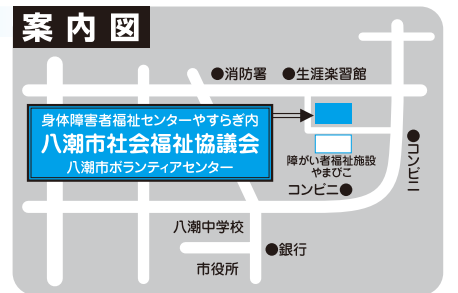 案内図
●消防署 ●生涯楽習館
身体障害者福祉センターやすらぎ内
八潮市社会福祉協議会
八潮市ボランティアセンター
障がい者福祉施設
やまびこ
コンビニ●
●コンビニ
八潮中学校
●銀行
市役所